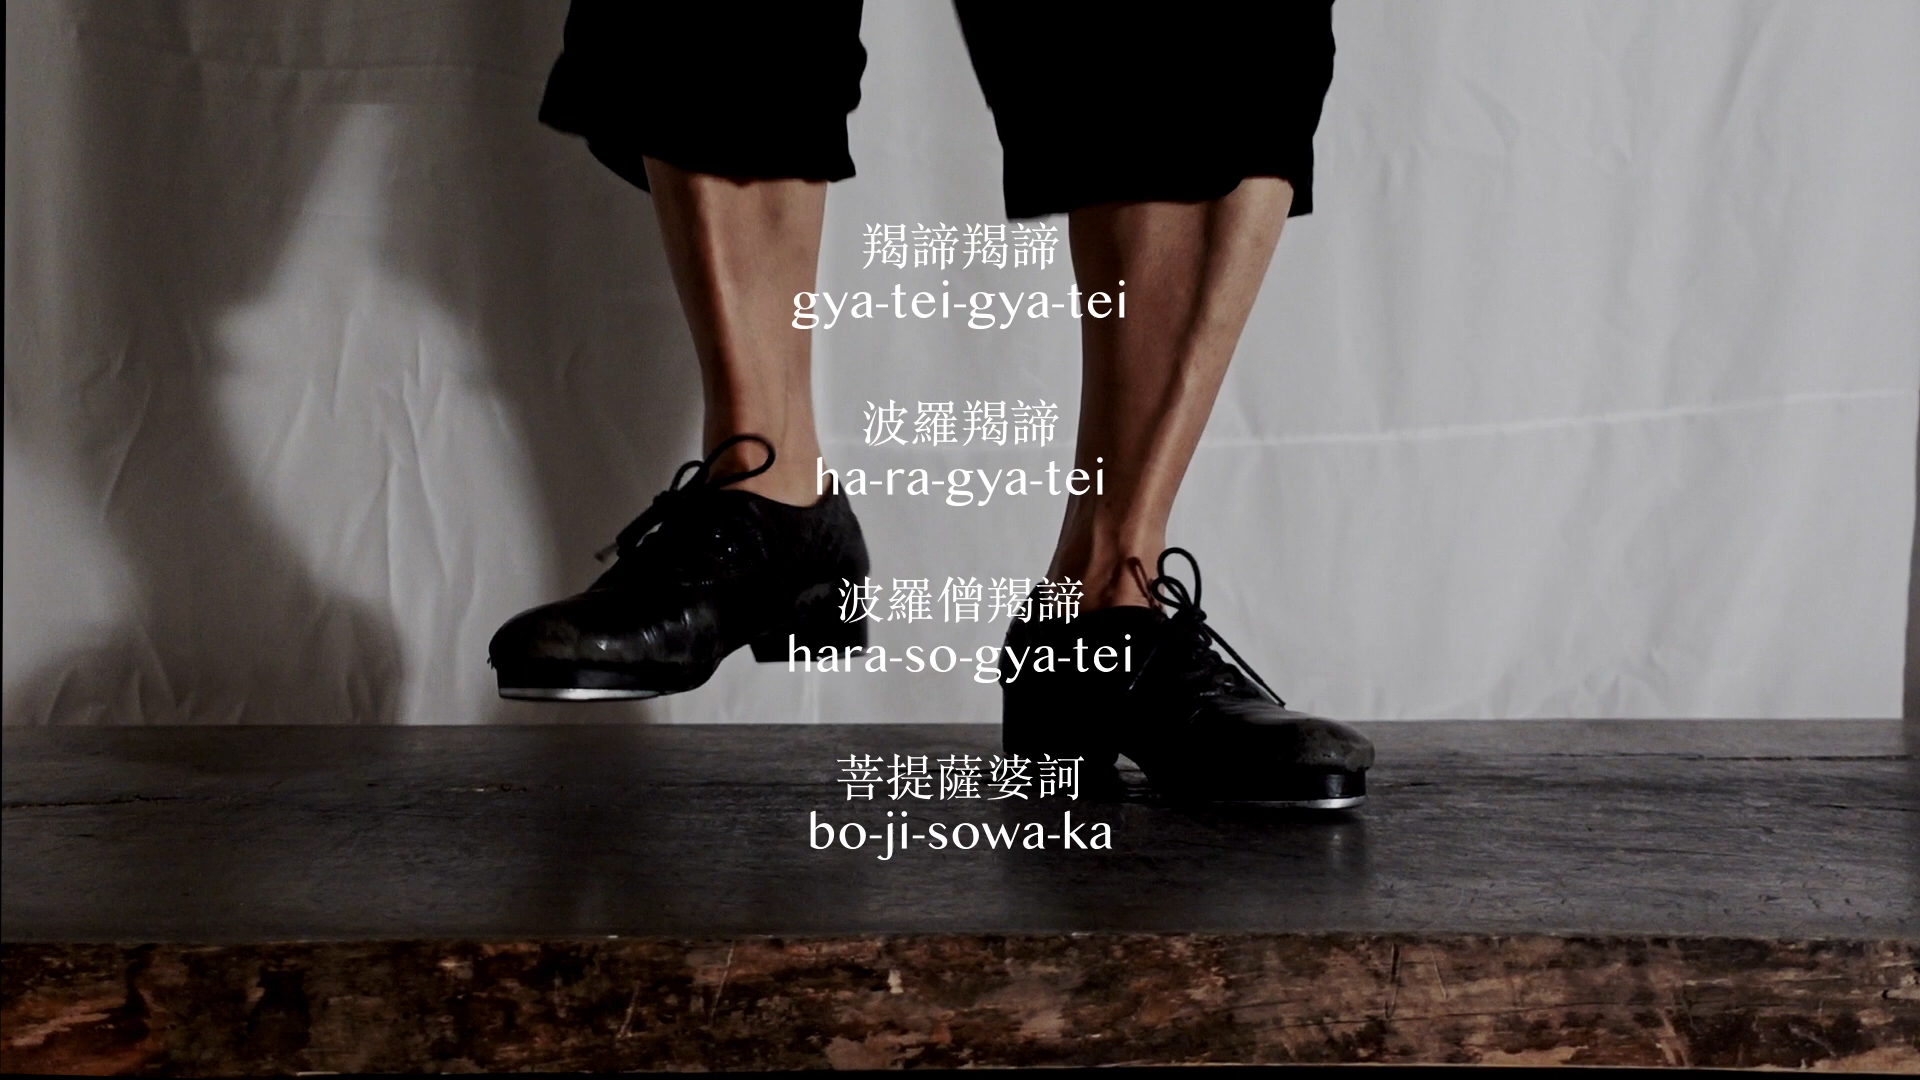 羯諦羯諦
gya-tei-gya-tei
波羅羯諦
ha-ra-gya-tei
波羅僧羯諦
hara-so-gya-tei
菩提薩婆訶
bo-ji-sowa-ka